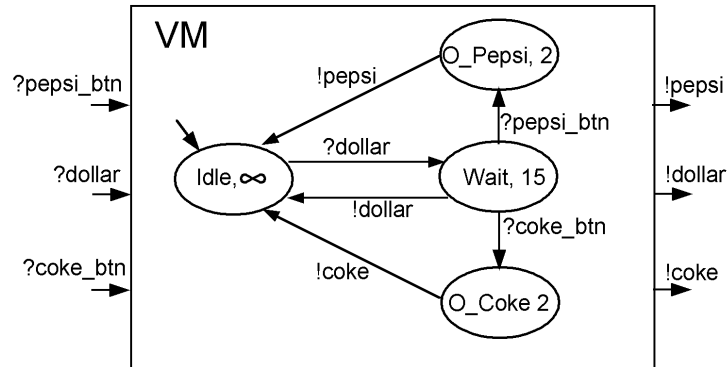 VM
O_Pepsi, 2
!pepsi
?pepsi_btn
!pepsi
?pepsi_btn
?dollar
Idle, ∞
?dollar
Wait, 15
!dollar
!dollar
?coke_btn
?coke_btn
!coke
!coke
O_Coke 2